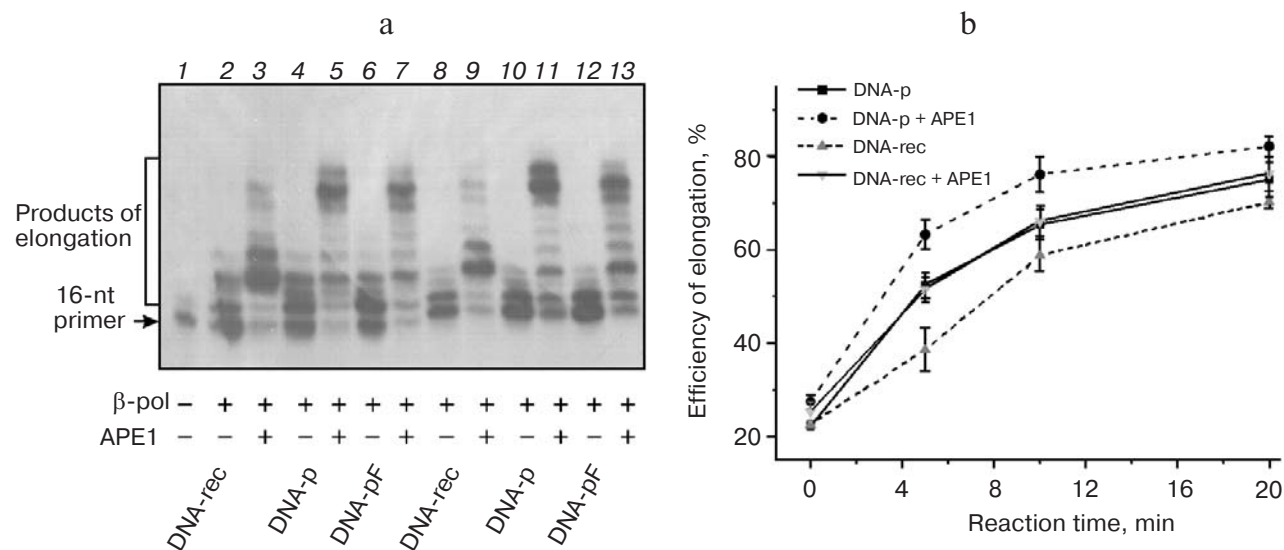 a
1 2 3 4 5 6 7 8 9 10 11 12 13
Products of
elongation
16-nt
primer
β-pol − + + + + + + + + + + + +
APE1 − − + − + − + − + − + − +
DNA-rec DNA-p DNA-pF DNA-rec DNA-p DNA-pF
b
DNA-p
DNA-p + APE1
DNA-rec
DNA-rec + APE1
Efficiency of elongation, %
80
60
40
20
0 4 8 12 16 20
Reaction time, min